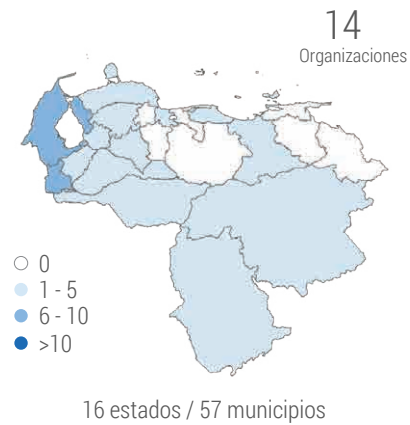 14
Organizaciones
0
1 - 5
6 - 10
>10
16 estados / 57 municipios